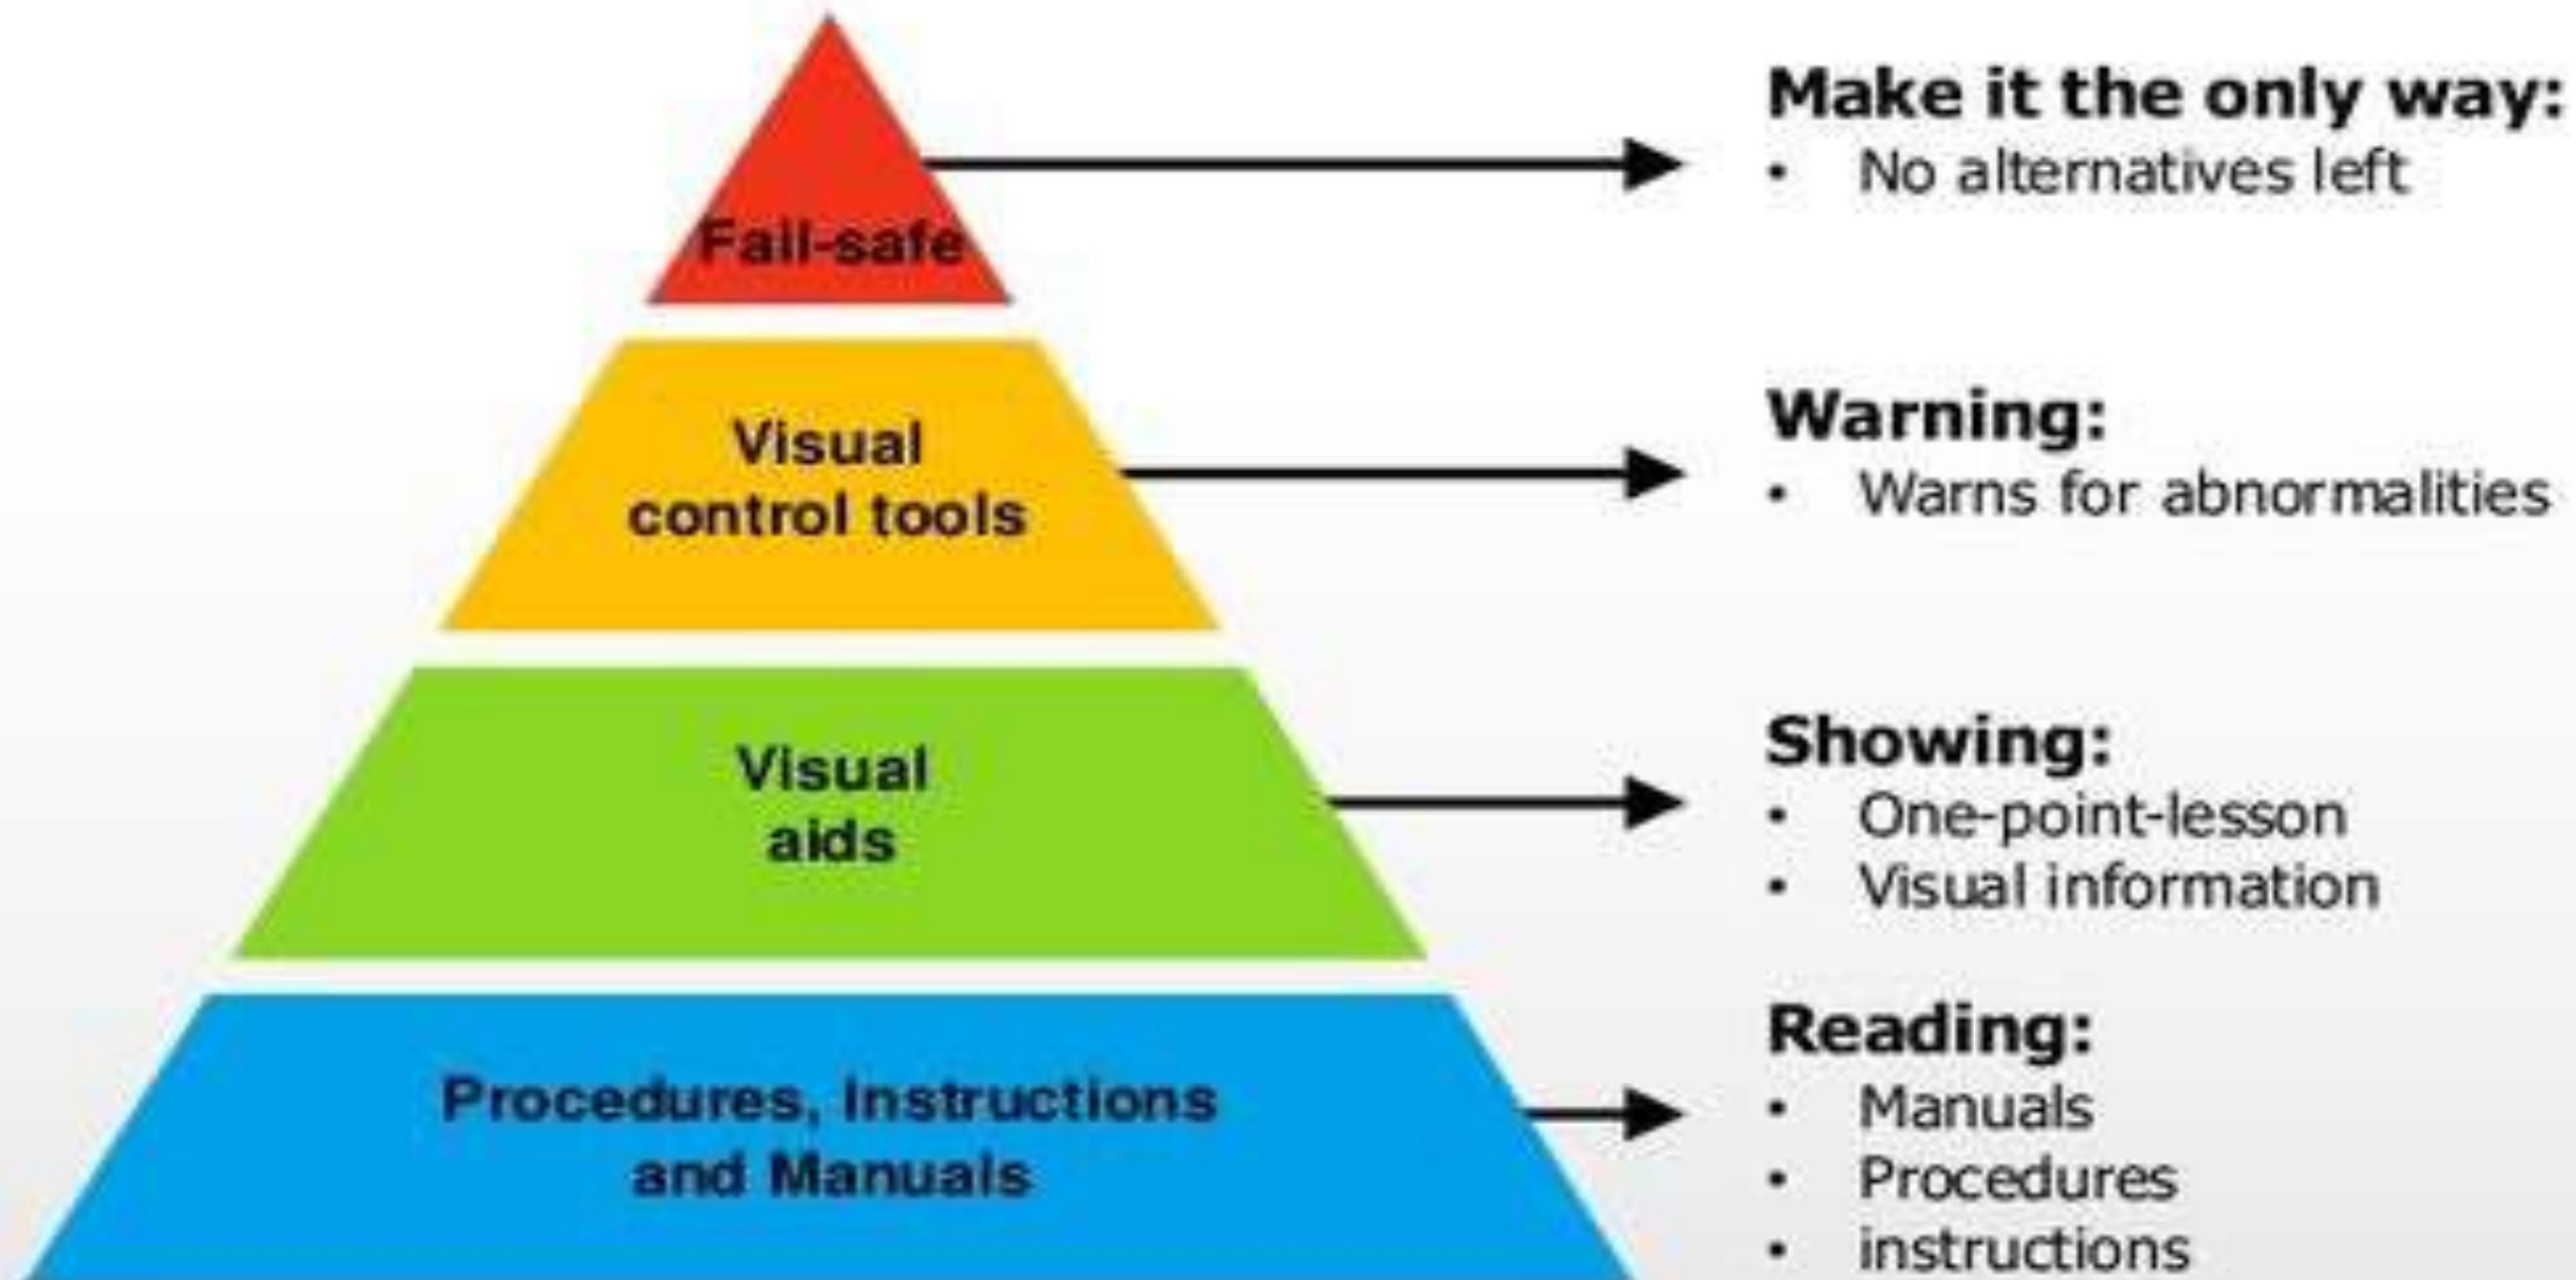 Make it the only way:
• No alternatives left
Fail-safe
Warning:
• Warns for abnormalities
Visual
control tools
Showing:
• One-point-lesson
• Visual information
Visual
aids
Reading:
• Manuals
• Procedures
• instructions
Procedures, Instructions
and Manuals